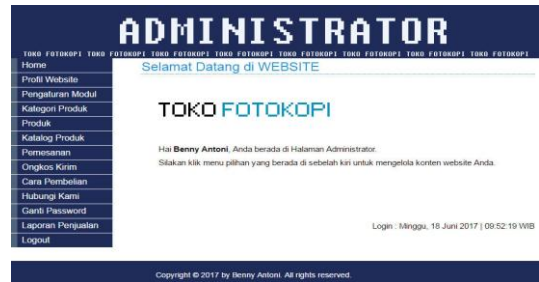 ADMINISTRATOR
TOKO FOTOKOPI TOKO FOTOKOPI TOKO FOTOKOPI TOKO FOTOKOPI TOKO FOTOKOPI TOKO FOTOKOPI TOKO FOTOKOPI TOKO FOTOKOPI
Home
Profil Website
Pengaturan Modul
Kategori Produk
Produk
Katalog Produk
Pemesanan
Ongkos Kirim
Cara Pembelian
Hubungi Kami
Ganti Password
Laporan Penjualan
Logout
Selamat Datang di WEBSITE
TOKO FOTOKOPI
Hai Benny Antoni, Anda berada di Halaman Administrator.
Silakan klik menu pilihan yang berada di sebelah kiri untuk mengelola konten website Anda.
Login : Minggu, 18 Juni 2017 | 09:52:19 WIB
Copyright © 2017 by Benny Antoni. All rights reserved.